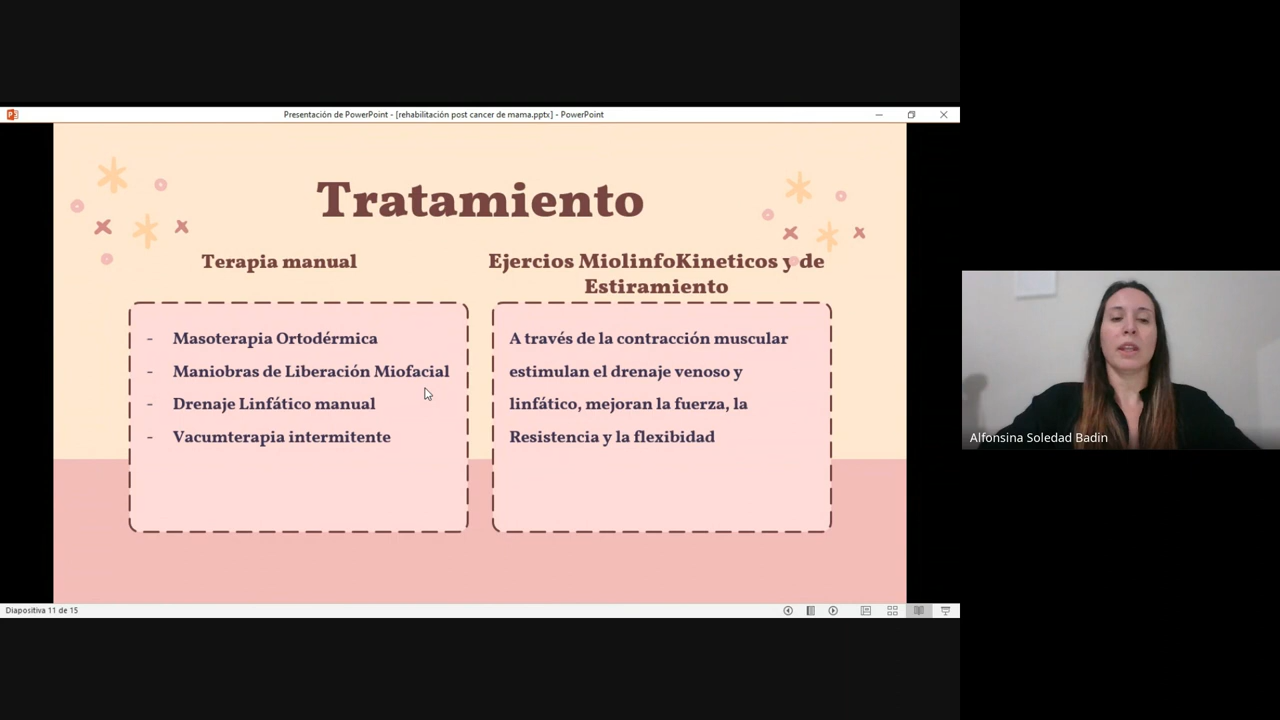 Presentación de PowerPoint - [rehabilitación post cancer de mama.pptx] - PowerPoint
Tratamiento
Terapia manual
- Masoterapia Ortodérmica
- Maniobras de Liberación Miofacial
- Drenaje Linfático manual
- Vacumterapia intermitente
Ejercios MiolinfoKineticos y de
Estiramiento
A través de la contracción muscular
estimulan el drenaje venoso y
linfático, mejoran la fuerza, la
Resistencia y la flexibidad
Alfonsina Soledad Badin
Diapositiva 11 de 15